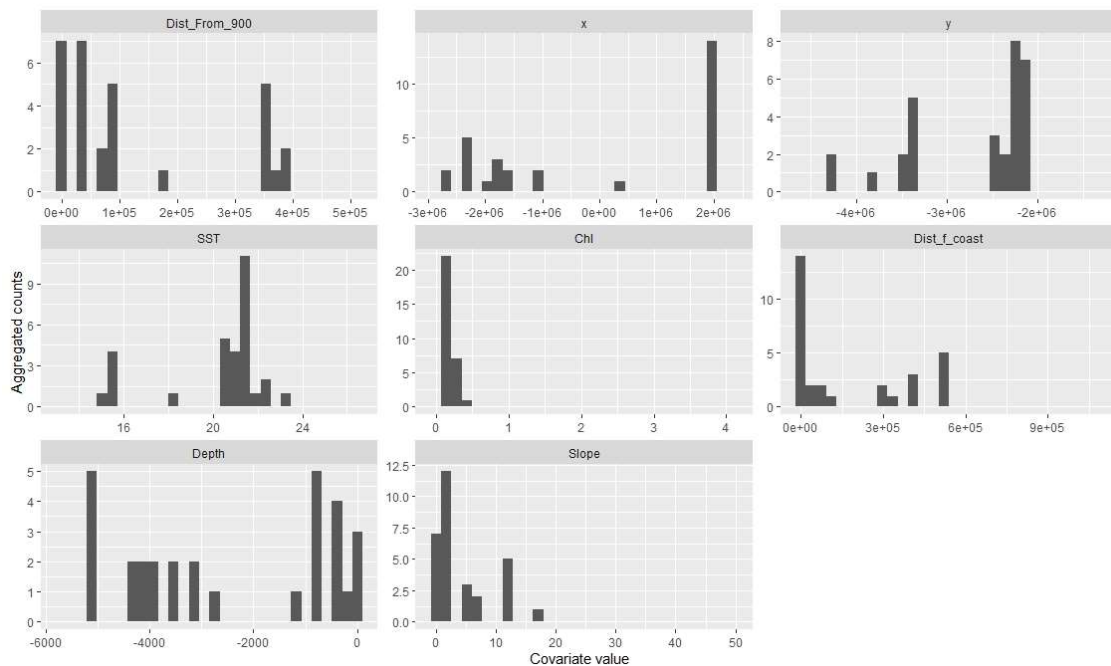 Dist_From_900
x
y
6
4
2
0
10
5
0
8
6
4
2
0
0e+00 1e+05 2e+05 3e+05 4e+05 5e+05
-3e+06 -2e+06 -1e+06 0e+00 1e+06 2e+06
-4e+06 -3e+06 -2e+06
SST
Chl
Dist_f_coast
9
6
3
0
20
15
10
5
0
10
5
0
16 20 24
0 1 2 3 4
0e+00 3e+05 6e+05 9e+05
Depth
Slope
5
4
3
2
1
0
12.5
10.0
7.5
5.0
2.5
0.0
-6000 -4000 -2000 0
0 10 20 30 40 50
Aggregated counts
Covariate value